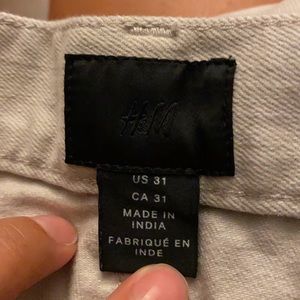 H&M
US 31
CA 31
MADE IN
INDIA
FABRIQUÉ EN
INDE